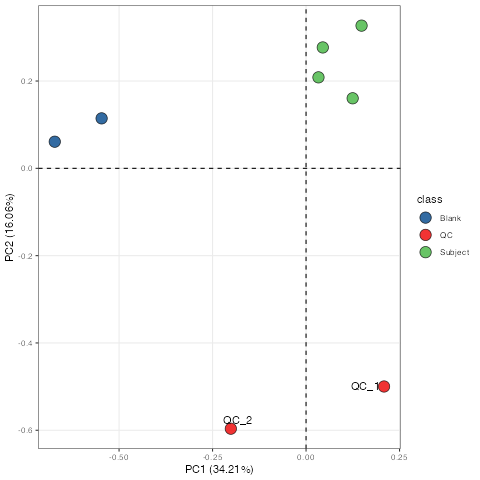 0.2
0.0
-0.2
-0.4
-0.6
PC2 (16.06%)
QC_1
QC_2
-0.50
-0.25
0.00
0.25
PC1 (34.21%)
class
Blank
QC
Subject